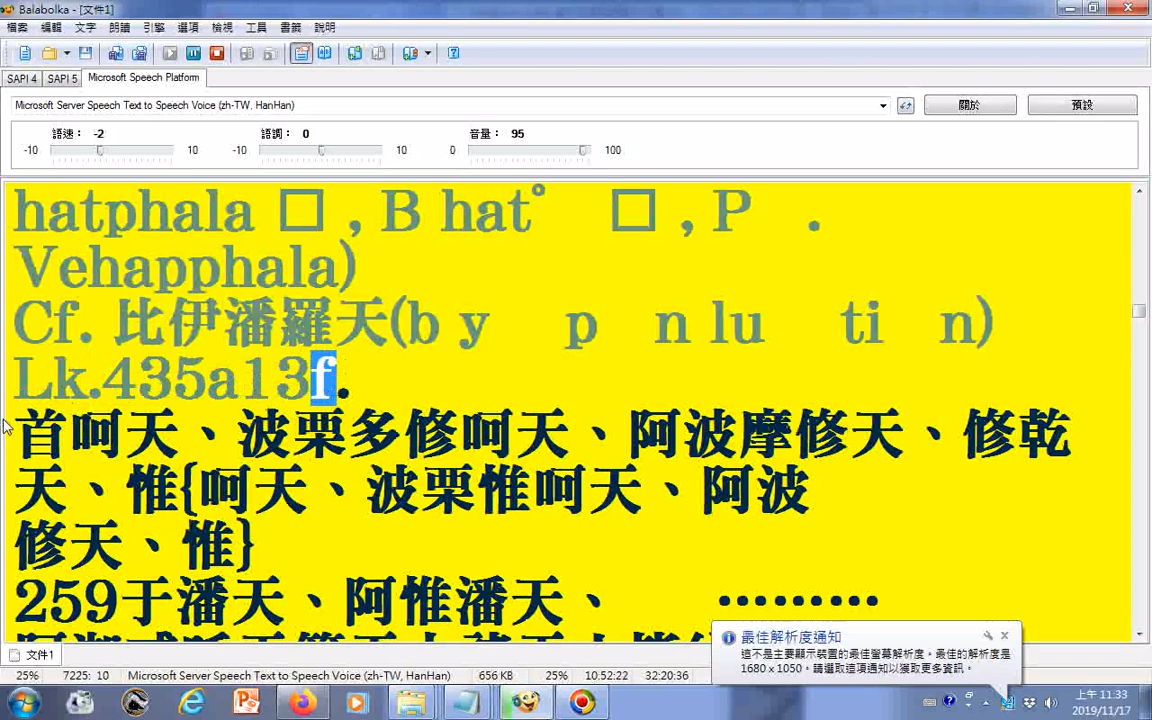 Balabolka - [文件1]
檔案 編輯 文字 朗讀 引擎 選項 檢視 工具 書籤 說明
SAPI 4 SAPI 5 Microsoft Speech Platform
Microsoft Server Speech Text to Speech Voice (zh-TW, HanHan) 關於 預設
語速： -2 語調： 0 音量： 95
-10 10 -10 10 0 100
hatphala □ , B hat° □ , P .
Vehapphala)
Cf. 比伊潘羅天(b y p n lu ti n)
Lk.435a13f.
首呵天、波栗多修呵天、阿波摩修天、修乾
天、惟{呵天、波栗惟呵天、阿波
修天、惟}
259于潘天、阿惟潘天、 •••••••••
最佳解析度通知
這不是主要顯示裝置的最佳螢幕解析度。最佳的解析度是
1680 x 1050。請選取這項通知以獲取更多資訊。
文件1
25% 7225: 10 Microsoft Server Speech Text to Speech Voice (zh-TW, HanHan) 656 KB 25% 10:52:22 32:20:36
上午 11:33
2019/11/17